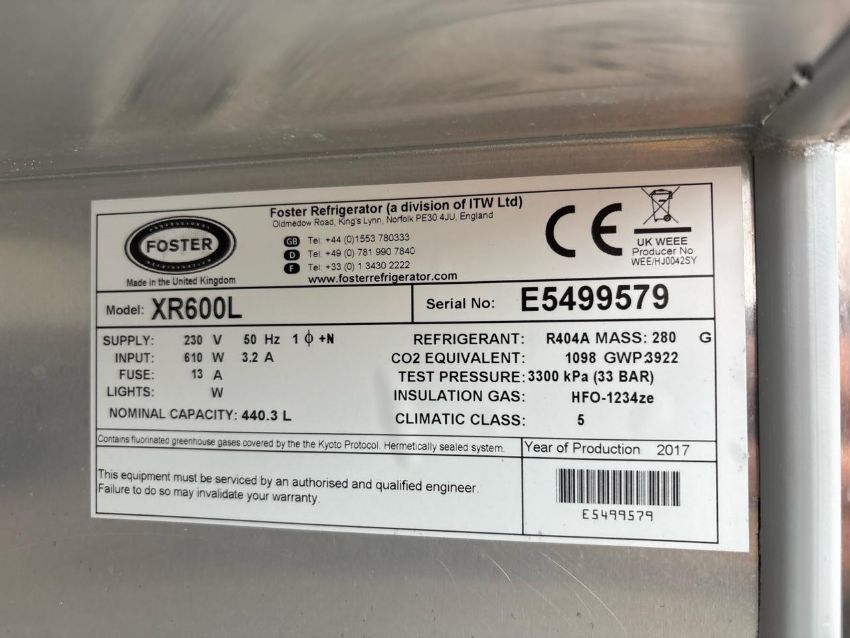 FOSTER
Made in the United Kingdom
Foster Refrigerator (a division of ITW Ltd)
Oldmedow Road, King's Lynn, Norfolk PE30 4JU, England
GB Tel: +44 (0)1553 780333
D Tel: +49 (0) 781 990 7840
F Tel: +33 (0) 1 3430 2222
www.fosterrefrigerator.com
CE
UK WEEE
Producer No
WEE/HJ0042SY
Model: XR600L
Serial No: E5499579
SUPPLY: 230 V 50 Hz 1 ϕ +N
INPUT: 610 W 3.2 A
FUSE: 13 A
LIGHTS: W
NOMINAL CAPACITY: 440.3 L
REFRIGERANT: R404A MASS: 280 G
CO2 EQUIVALENT: 1098 GWP:3922
TEST PRESSURE: 3300 kPa (33 BAR)
INSULATION GAS: HFO-1234ze
CLIMATIC CLASS: 5
Contains fluorinated greenhouse gases covered by the the Kyoto Protocol. Hermetically sealed system.
Year of Production 2017
This equipment must be serviced by an authorised and qualified engineer.
Failure to do so may invalidate your warranty.
E5499579